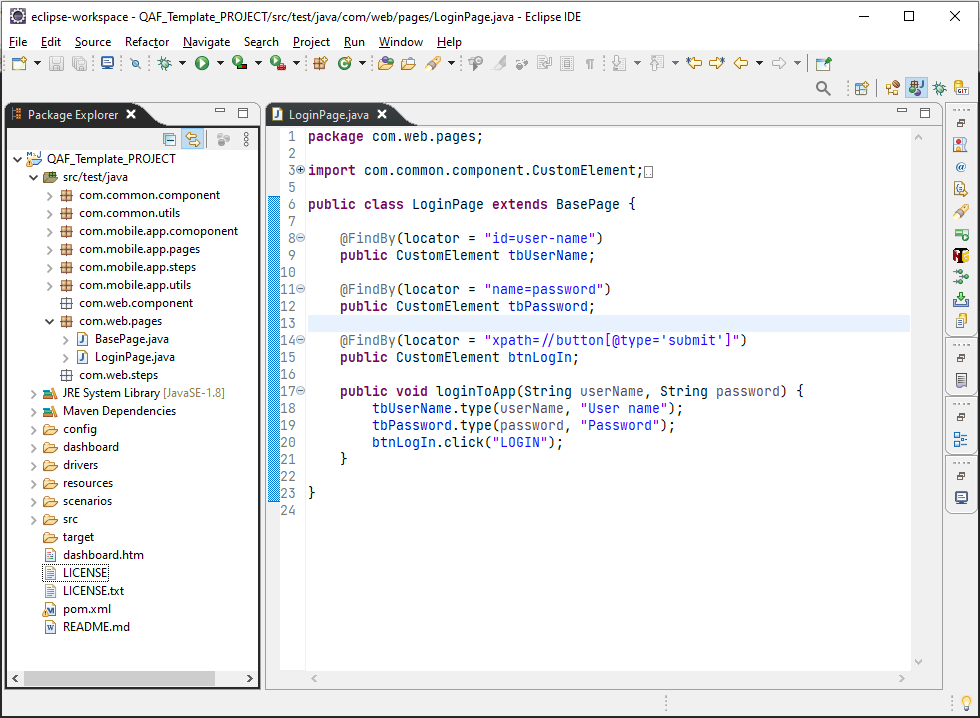 eclipse-workspace - QAF_Template_PROJECT/src/test/java/com/web/pages/LoginPage.java - Eclipse IDE
File Edit Source Refactor Navigate Search Project Run Window Help
Package Explorer
QAF_Template_PROJECT
src/test/java
com.common.component
com.common.utils
com.mobile.app.comoponent
com.mobile.app.pages
com.mobile.app.steps
com.mobile.app.utils
com.web.component
com.web.pages
BasePage.java
LoginPage.java
com.web.steps
JRE System Library [JavaSE-1.8]
Maven Dependencies
config
dashboard
drivers
resources
scenarios
src
target
dashboard.htm
LICENSE
LICENSE.txt
pom.xml
README.md
LoginPage.java
1 package com.web.pages;
2
3 import com.common.component.CustomElement;
5
6 public class LoginPage extends BasePage {
7
8     @FindBy(locator = "id=user-name")
9     public CustomElement tbUserName;
10
11     @FindBy(locator = "name=password")
12     public CustomElement tbPassword;
13
14     @FindBy(locator = "xpath=//button[@type='submit']")
15     public CustomElement btnLogIn;
16
17     public void loginToApp(String userName, String password) {
18         tbUserName.type(userName, "User name");
19         tbPassword.type(password, "Password");
20         btnLogIn.click("LOGIN");
21     }
22
23 }
24